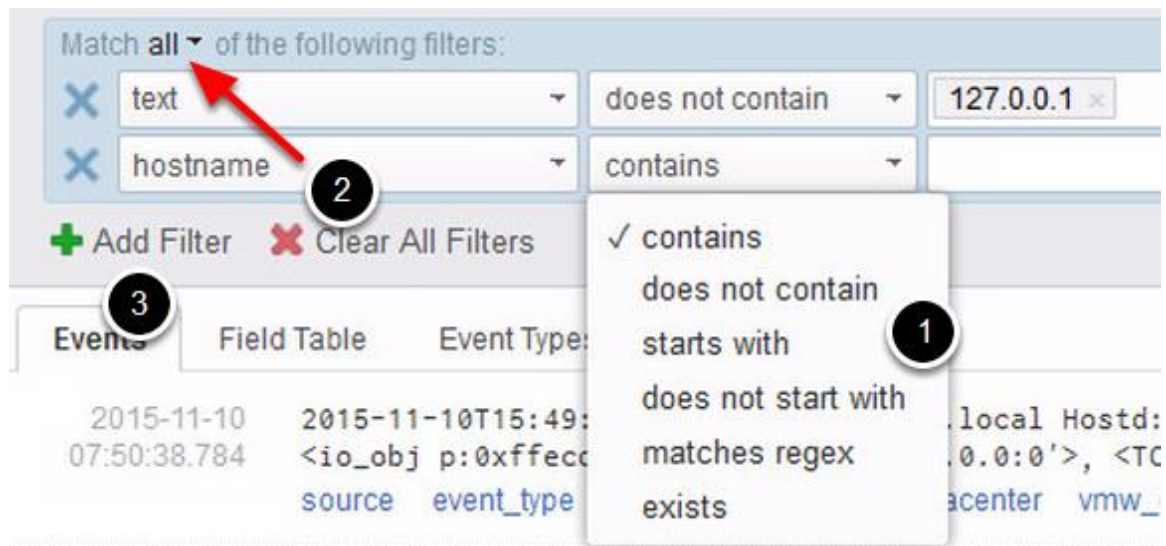 Match all of the following filters:
text does not contain 127.0.0.1 ×
hostname contains
2
Add Filter Clear All Filters
✓ contains
does not contain
3
1
Events Field Table Event Types
starts with
does not start with
2015-11-10 2015-11-10T15:49: .local Hostd:
07:50:38.784 <io_obj p:0xffecc .0.0:0'>, <TC
matches regex
source event_type acenter vmw_
exists